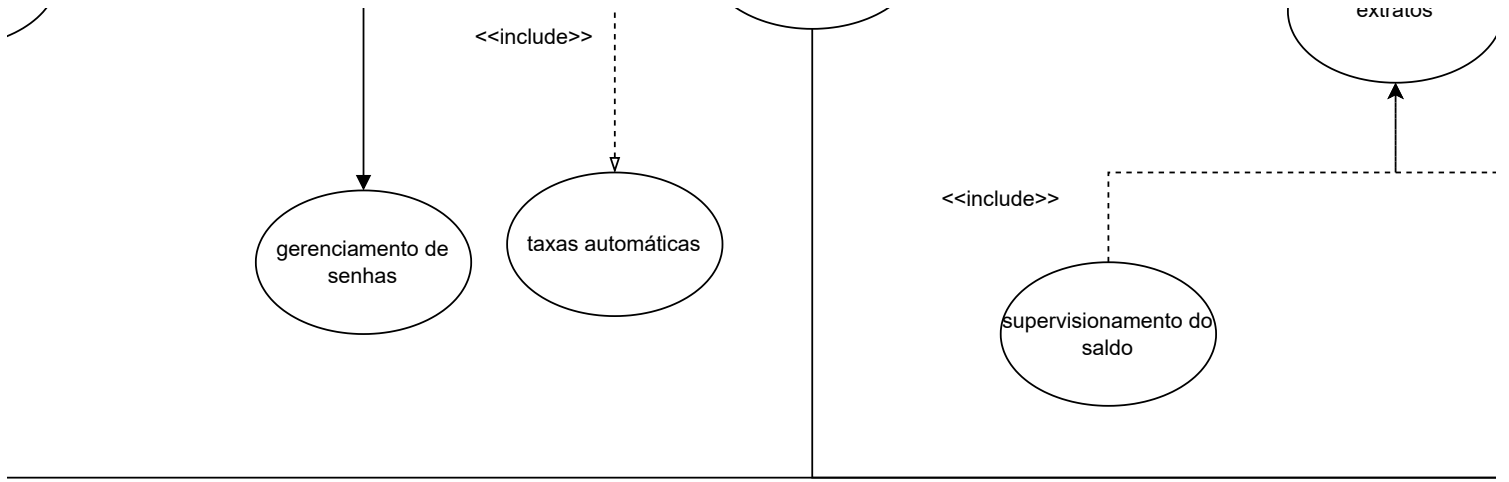 <<include>>
extratos
gerenciamento de
senhas
taxas automáticas
<<include>>
supervisionamento do
saldo